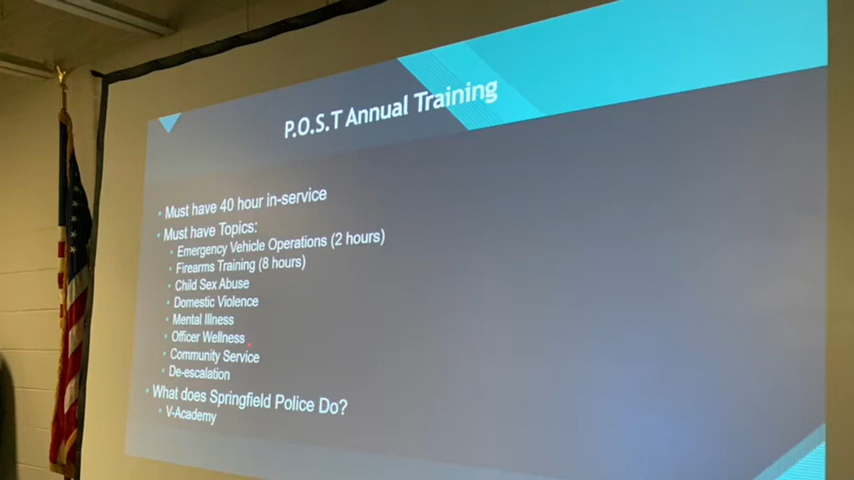 P.O.S.T Annual Training
• Must have 40 hour in-service
• Must have Topics:
• Emergency Vehicle Operations (2 hours)
• Firearms Training (8 hours)
• Child Sex Abuse
• Domestic Violence
• Mental Illness
• Officer Wellness
• Community Service
• De-escalation
• What does Springfield Police Do?
• V-Academy